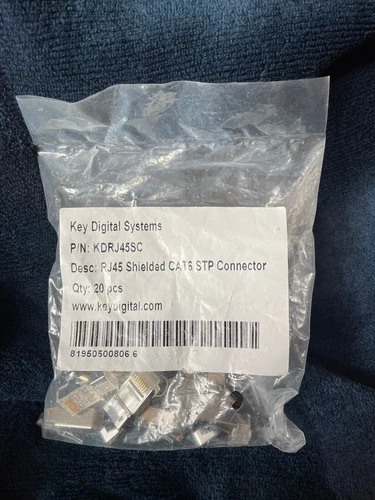 Key Digital Systems
P/N: KDRJ45SC
Desc: RJ45 Shielded CAT6 STP Connector
Qty: 20 pcs
www.keydigital.com
81950500806 6